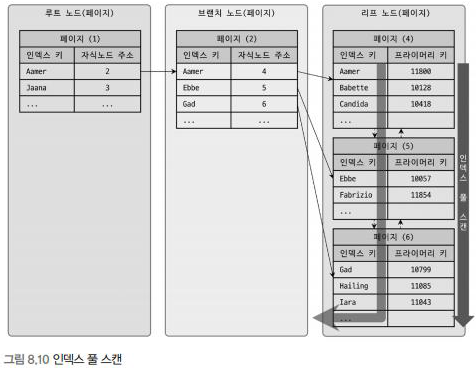 루트 노드(페이지)
페이지 (1)
인덱스 키 자식노드 주소
Aamer 2
Jaana 3
... ...
브랜치 노드(페이지)
페이지 (2)
인덱스 키 자식노드 주소
Aamer 4
Ebbe 5
Gad 6
... ...
리프 노드(페이지)
페이지 (4)
인덱스 키 프라이머리 키
Aamer 11800
Babette 10128
Candida 10418
...
페이지 (5)
인덱스 키 프라이머리 키
Ebbe 10057
Fabrizio 11854
...
페이지 (6)
인덱스 키 프라이머리 키
Gad 10799
Hailing 11085
Iara 11043
...
인덱스 풀 스캔
그림 8.10 인덱스 풀 스캔